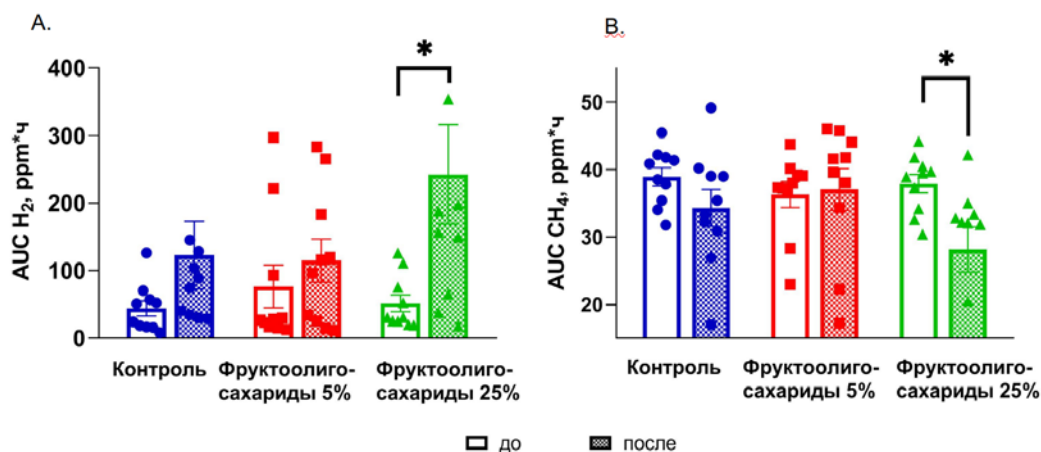 A.
B.
*
*
400
300
200
100
0
AUC H₂, ppm*ч
50
40
30
20
AUC CH₄, ppm*ч
Контроль
Фруктоолиго-
сахариды 5%
Фруктоолиго-
сахариды 25%
Контроль
Фруктоолиго-
сахариды 5%
Фруктоолиго-
сахариды 25%
до
после